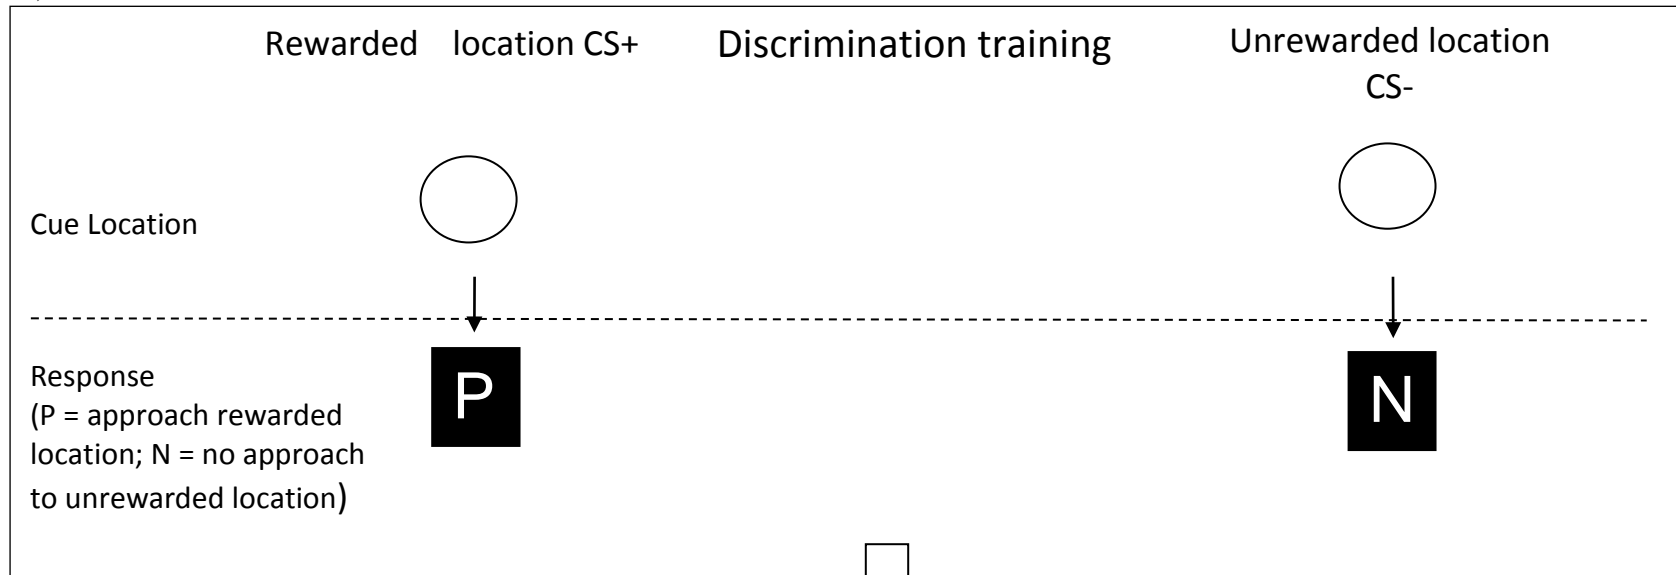 Rewarded location CS+
Discrimination training
Unrewarded location
CS-
Cue Location
Response
(P = approach rewarded
location; N = no approach
to unrewarded location)
P
N